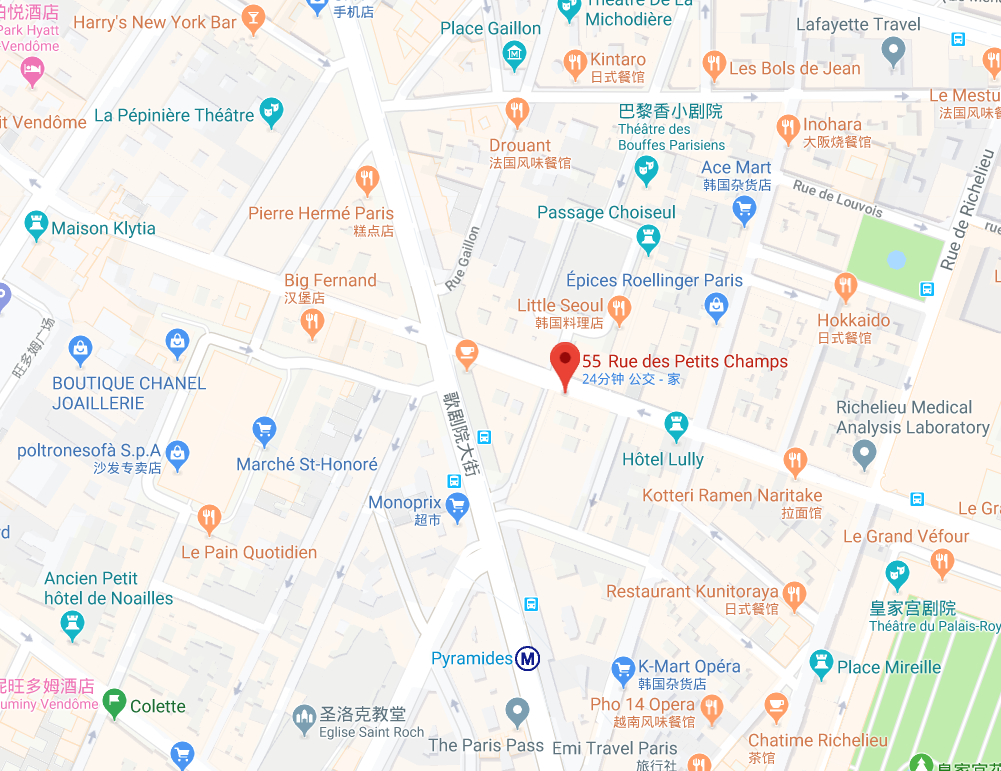 柏悦酒店
Park Hyatt
-Vendôme
Harry's New York Bar
手机店
Place Gaillon
Théâtre De La
Michodière
Lafayette Travel
Kintaro
日式餐馆
Les Bols de Jean
it Vendôme
La Pépinière Théâtre
Drouant
法国风味餐馆
巴黎香小剧院
Théâtre des
Bouffes Parisiens
Inohara
大阪烧餐馆
Le Mestu
法国风味餐
Ace Mart
韩国杂货店
Rue de Louvois
Rue de Richelieu
rue
Pierre Hermé Paris
糕点店
Passage Choiseul
Maison Klytia
Rue Gaillon
Big Fernand
汉堡店
Épices Roellinger Paris
Little Seoul
韩国料理店
Hokkaido
日式餐馆
旺多姆广场
BOUTIQUE CHANEL
JOAILLERIE
55 Rue des Petits Champs
24分钟 公交 - 家
歌剧院大街
Richelieu Medical
Analysis Laboratory
poltronesofà S.p.A
沙发专卖店
Marché St-Honoré
Hôtel Lully
Monoprix
超市
Kotteri Ramen Naritake
拉面馆
Le Gra
Le Pain Quotidien
Le Grand Véfour
Ancien Petit
hôtel de Noailles
Restaurant Kunitoraya
日式餐馆
皇家宫剧院
Théâtre du Palais-Roy
Pyramides
M
K-Mart Opéra
韩国杂货店
Place Mireille
尼旺多姆酒店
uminy Vendôme
Colette
圣洛克教堂
Eglise Saint Roch
Pho 14 Opera
越南风味餐馆
The Paris Pass
Emi Travel Paris
旅行社
Chatime Richelieu
茶馆
皇家宫花